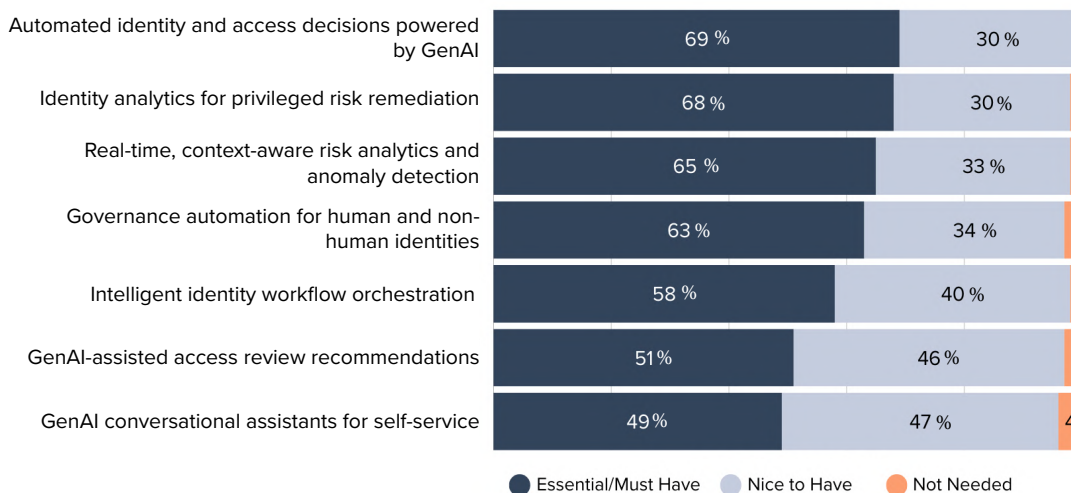 Automated identity and access decisions powered
by GenAI
69 %
30 %
Identity analytics for privileged risk remediation
68 %
30 %
Real-time, context-aware risk analytics and
anomaly detection
65 %
33 %
Governance automation for human and non-
human identities
63 %
34 %
Intelligent identity workflow orchestration
58 %
40 %
GenAI-assisted access review recommendations
51 %
46 %
GenAI conversational assistants for self-service
49 %
47 %
Essential/Must Have
Nice to Have
Not Needed